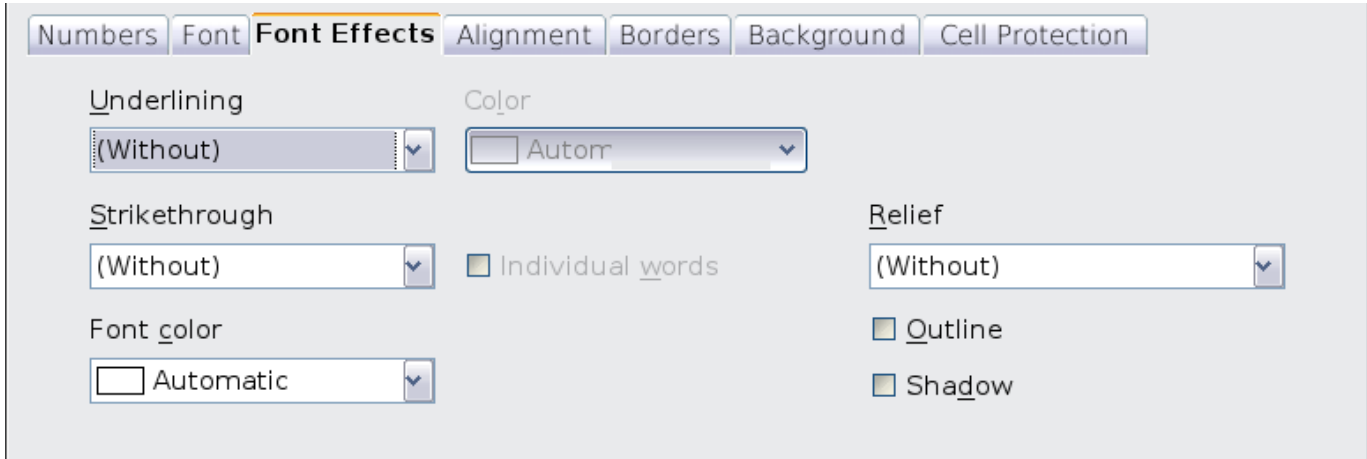 Numbers Font Font Effects Alignment Borders Background Cell Protection
Underlining Color
(Without) Autom
Strikethrough Relief
(Without) Individual words (Without)
Font color Outline
Automatic Shadow